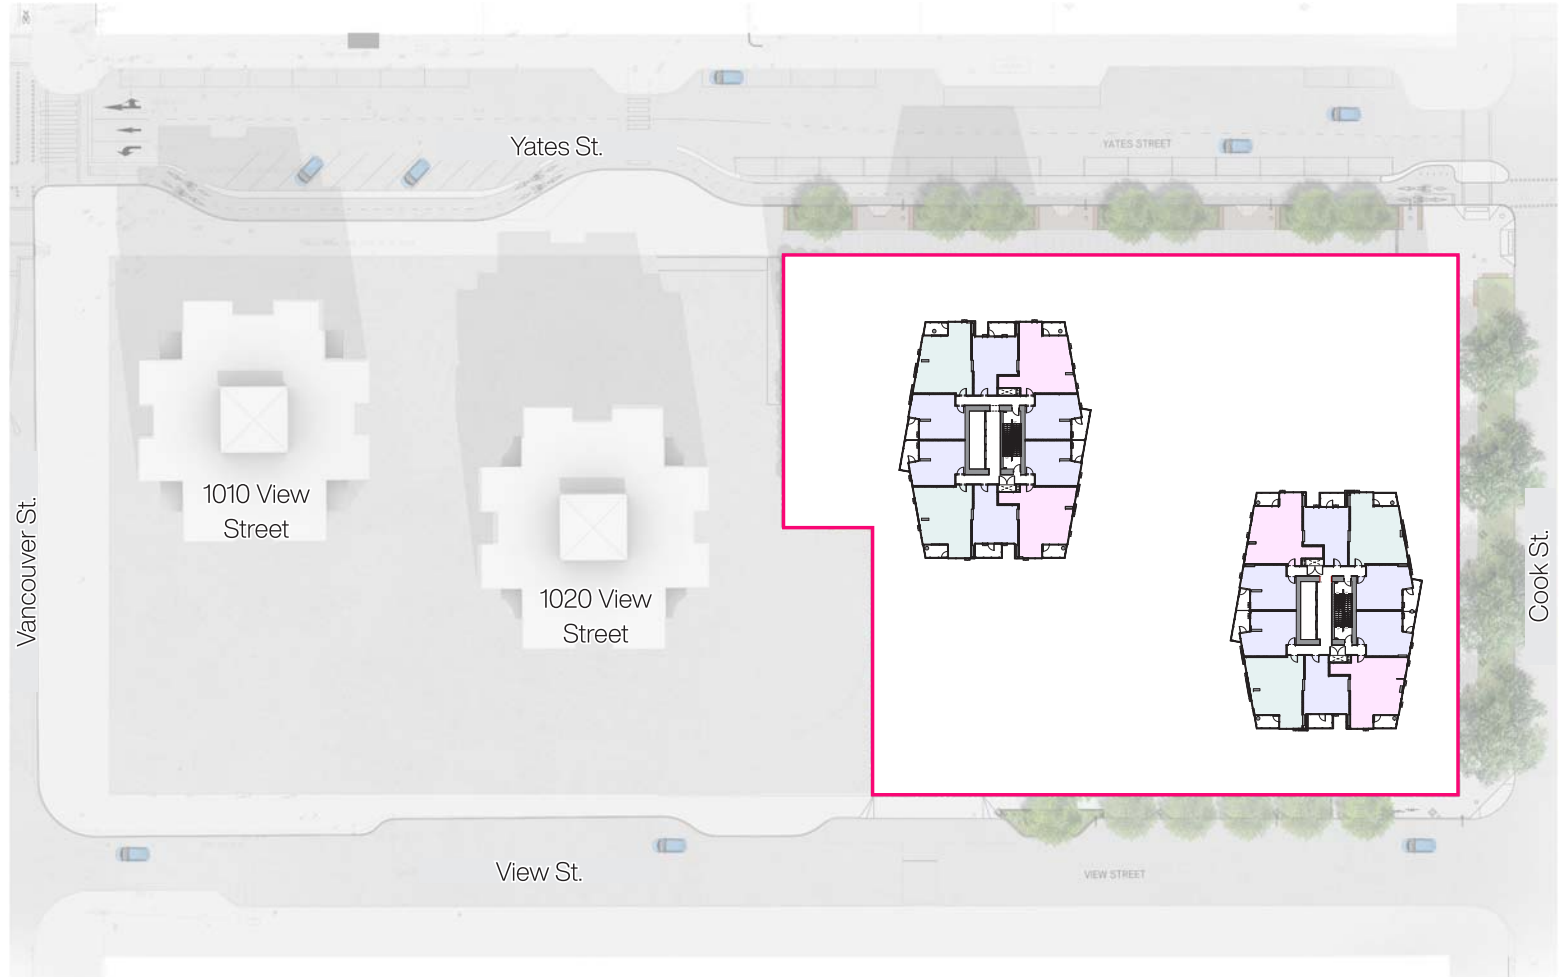 Yates St.
YATES STREET
1010 View
Street
1020 View
Street
Vancouver St.
Cook St.
View St.
VIEW STREET